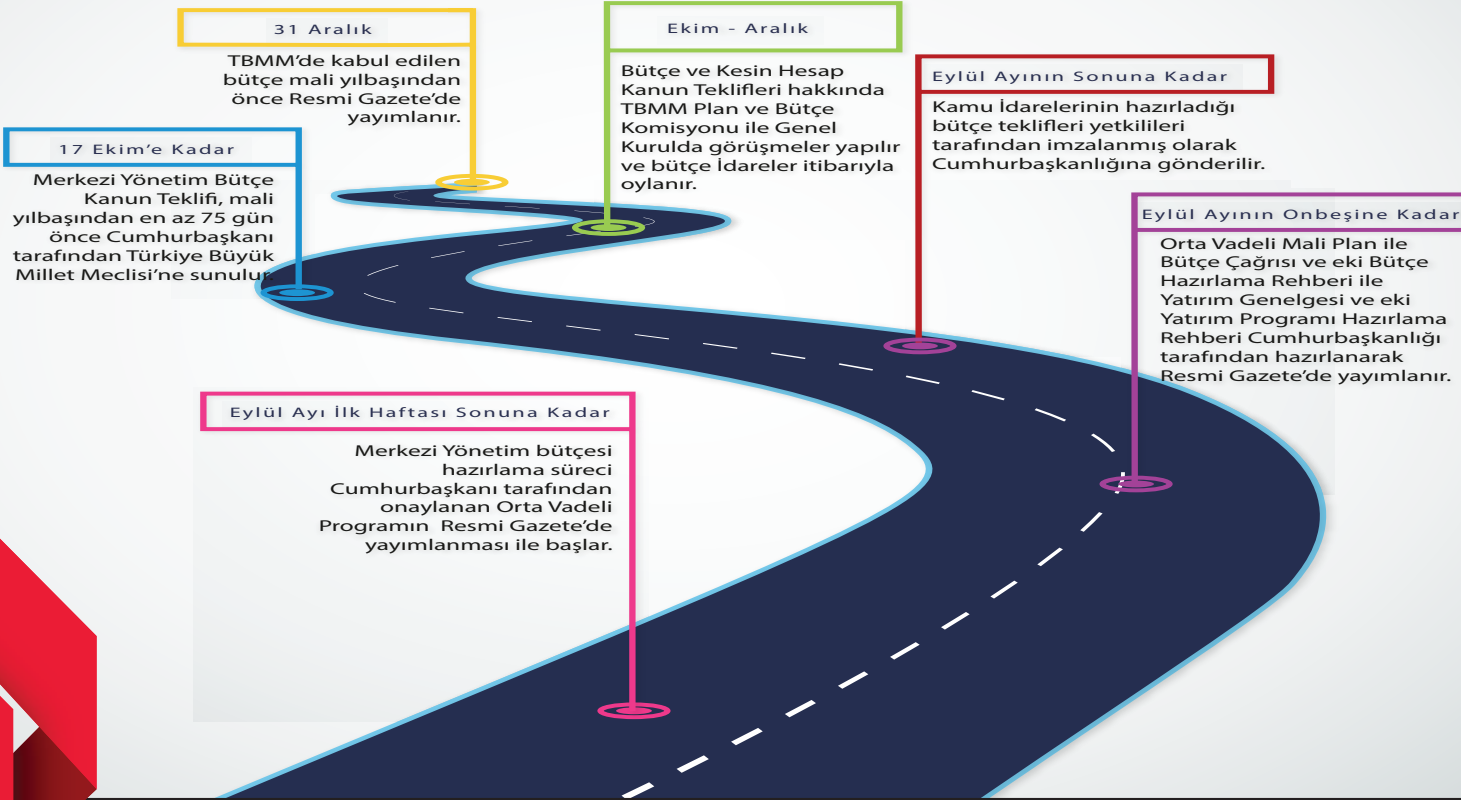 31 Aralık
TBMM’de kabul edilen
bütçe mali yılbaşından
önce Resmi Gazete’de
yayımlanır.
Ekim - Aralık
Bütçe ve Kesin Hesap
Kanun Teklifleri hakkında
TBMM Plan ve Bütçe
Komisyonu ile Genel
Kurulda görüşmeler yapılır
ve bütçe İdareler itibarıyla
oylanır.
Eylül Ayının Sonuna Kadar
Kamu İdarelerinin hazırladığı
bütçe teklifleri yetkilileri
tarafından imzalanmış olarak
Cumhurbaşkanlığına gönderilir.
17 Ekim’e Kadar
Merkezi Yönetim Bütçe
Kanun Teklifi, mali
yılbaşından en az 75 gün
önce Cumhurbaşkanı
tarafından Türkiye Büyük
Millet Meclisi’ne sunulur.
Eylül Ayının Onbeşine Kadar
Orta Vadeli Mali Plan ile
Bütçe Çağrısı ve eki Bütçe
Hazırlama Rehberi ile
Yatırım Genelgesi ve eki
Yatırım Programı Hazırlama
Rehberi Cumhurbaşkanlığı
tarafından hazırlanarak
Resmi Gazete’de yayımlanır.
Eylül Ayı İlk Haftası Sonuna Kadar
Merkezi Yönetim bütçesi
hazırlama süreci
Cumhurbaşkanı tarafından
onaylanan Orta Vadeli
Programın Resmi Gazete’de
yayımlanması ile başlar.